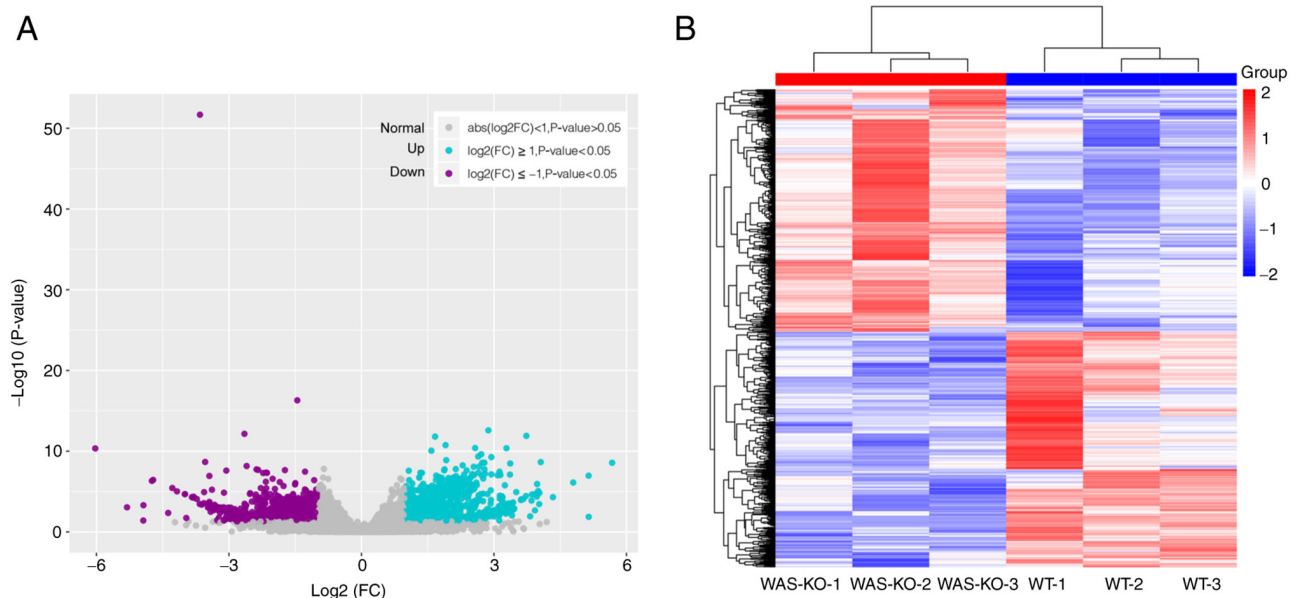 A
B
Normal
abs(log2FC)<1,P-value>0.05
Up
log2(FC) ≥ 1,P-value<0.05
Down
log2(FC) ≤ −1,P-value<0.05
50
40
30
20
10
0
−Log10 (P-value)
−6
−3
0
3
6
Log2 (FC)
Group
2
1
0
−1
−2
WAS-KO-1
WAS-KO-2
WAS-KO-3
WT-1
WT-2
WT-3